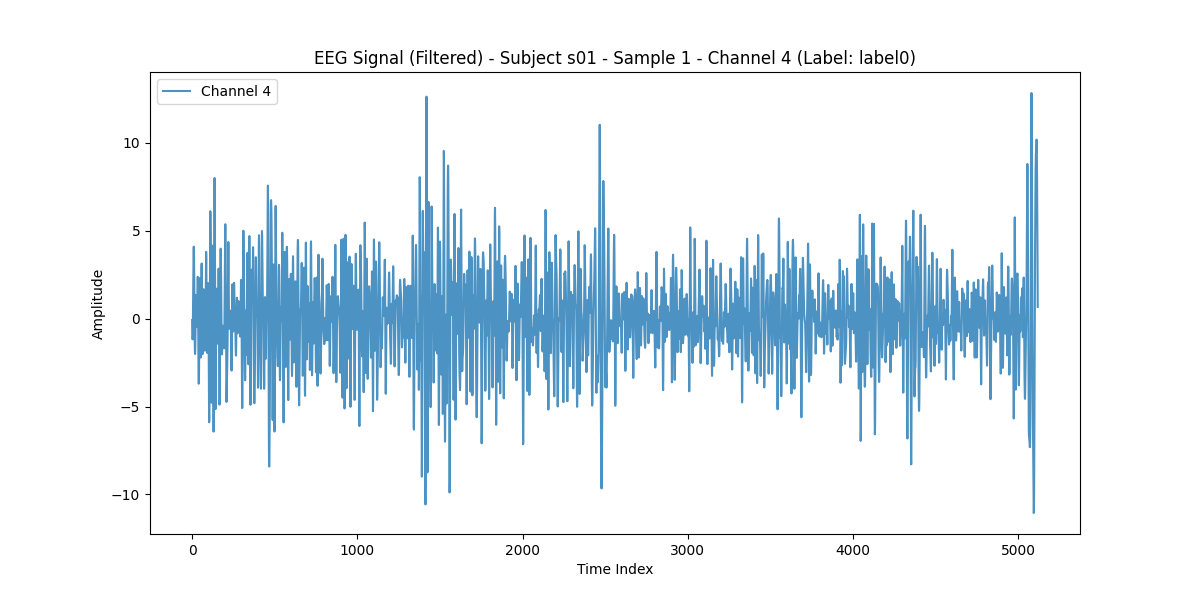 EEG Signal (Filtered) - Subject s01 - Sample 1 - Channel 4 (Label: label0)
Channel 4
Amplitude
10
5
0
−5
−10
0 1000 2000 3000 4000 5000
Time Index